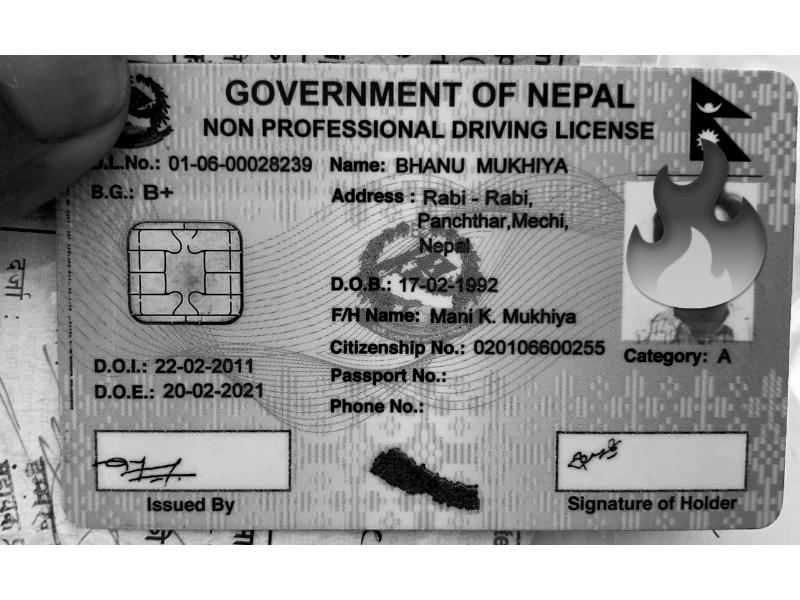 GOVERNMENT OF NEPAL
NON PROFESSIONAL DRIVING LICENSE
D.L.No.: 01-06-00028239
B.G.: B+
Name: BHANU MUKHIYA
Address : Rabi - Rabi,
Panchthar,Mechi,
Nepal
D.O.B.: 17-02-1992
F/H Name: Mani K. Mukhiya
Citizenship No.: 020106600255
Passport No.:
Phone No.:
Category: A
D.O.I.: 22-02-2011
D.O.E.: 20-02-2021
Issued By
Signature of Holder
दर्जा :